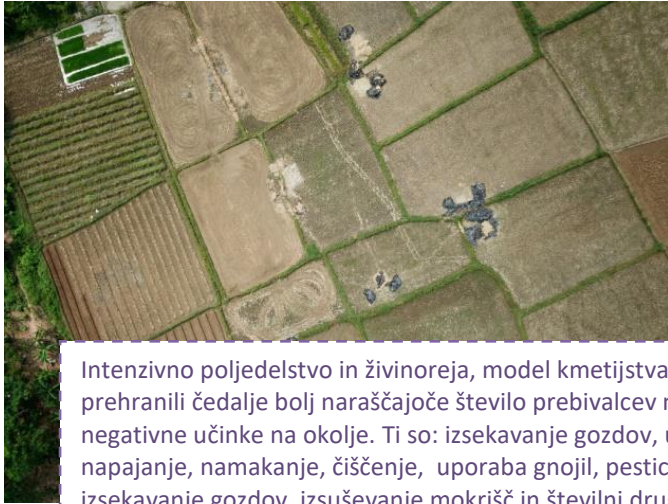 Intenzivno poljedelstvo in živinoreja, model kmetijstva
prehranili čedalje bolj naraščajoče število prebivalcev
negativne učinke na okolje. Ti so: izsekavanje gozdov,
napajanje, namakanje, čiščenje, uporaba gnojil,
izsekavanje gozdov, izsuševanje mokrišč in številni